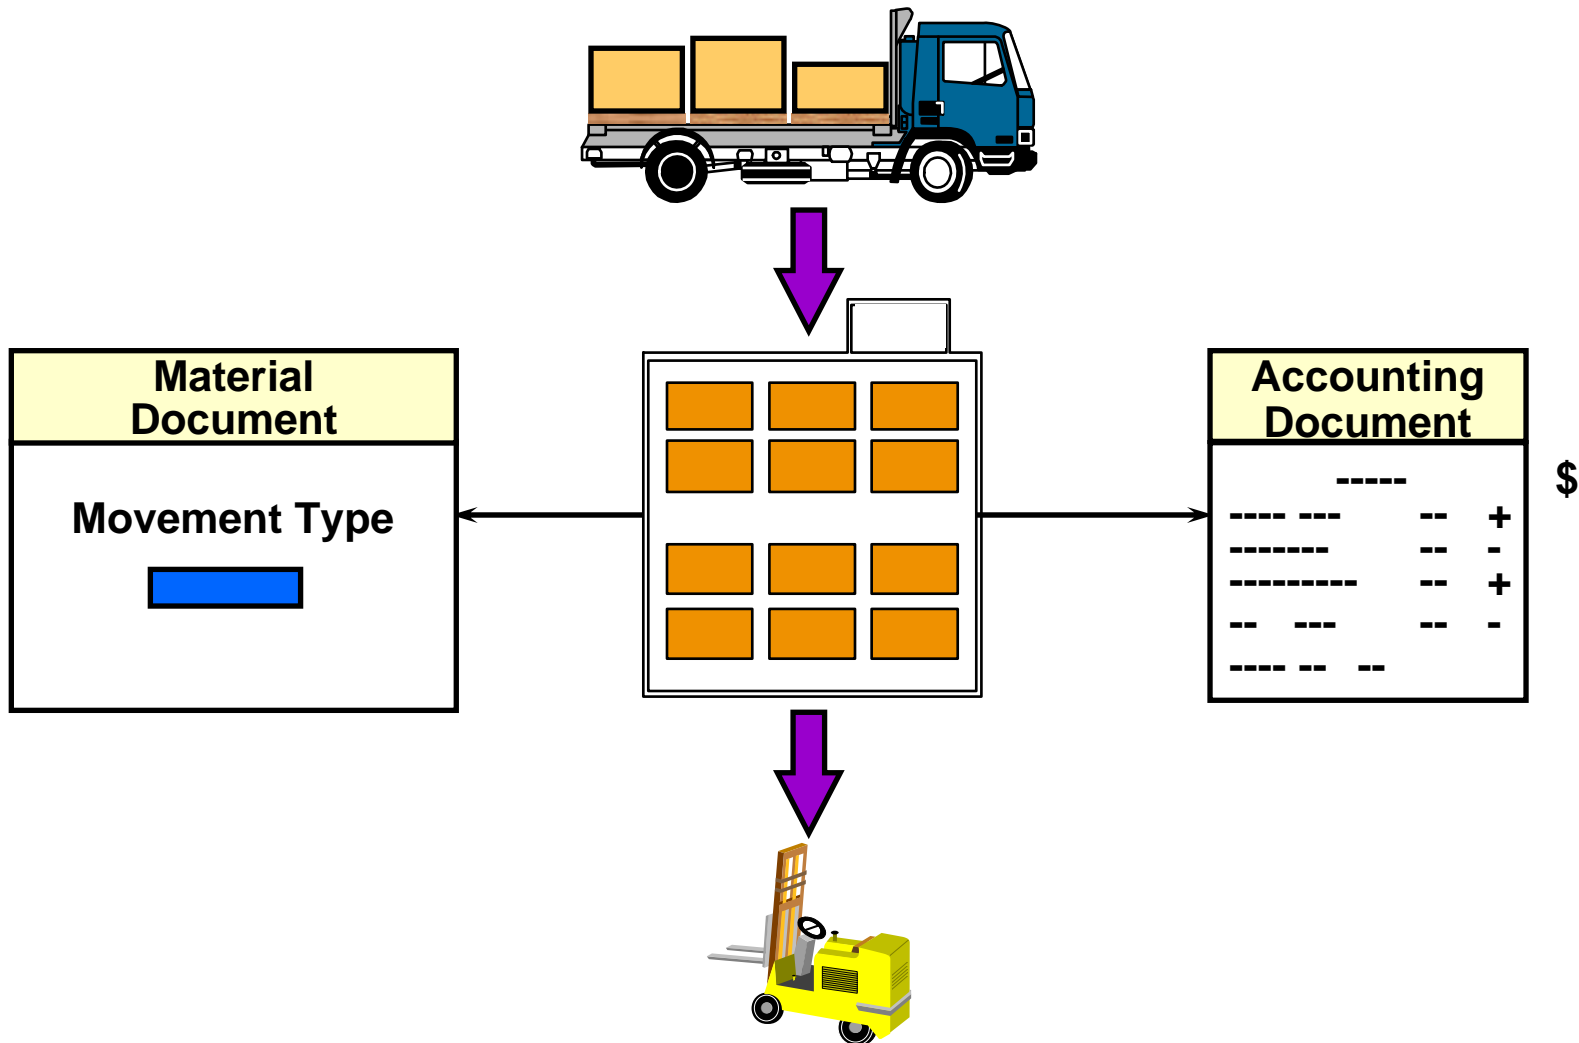 Material
Document
Movement Type
Accounting
Document
$
-----
---- --- -- +
------- -- -
--------- -- +
-- --- -- -
---- -- --